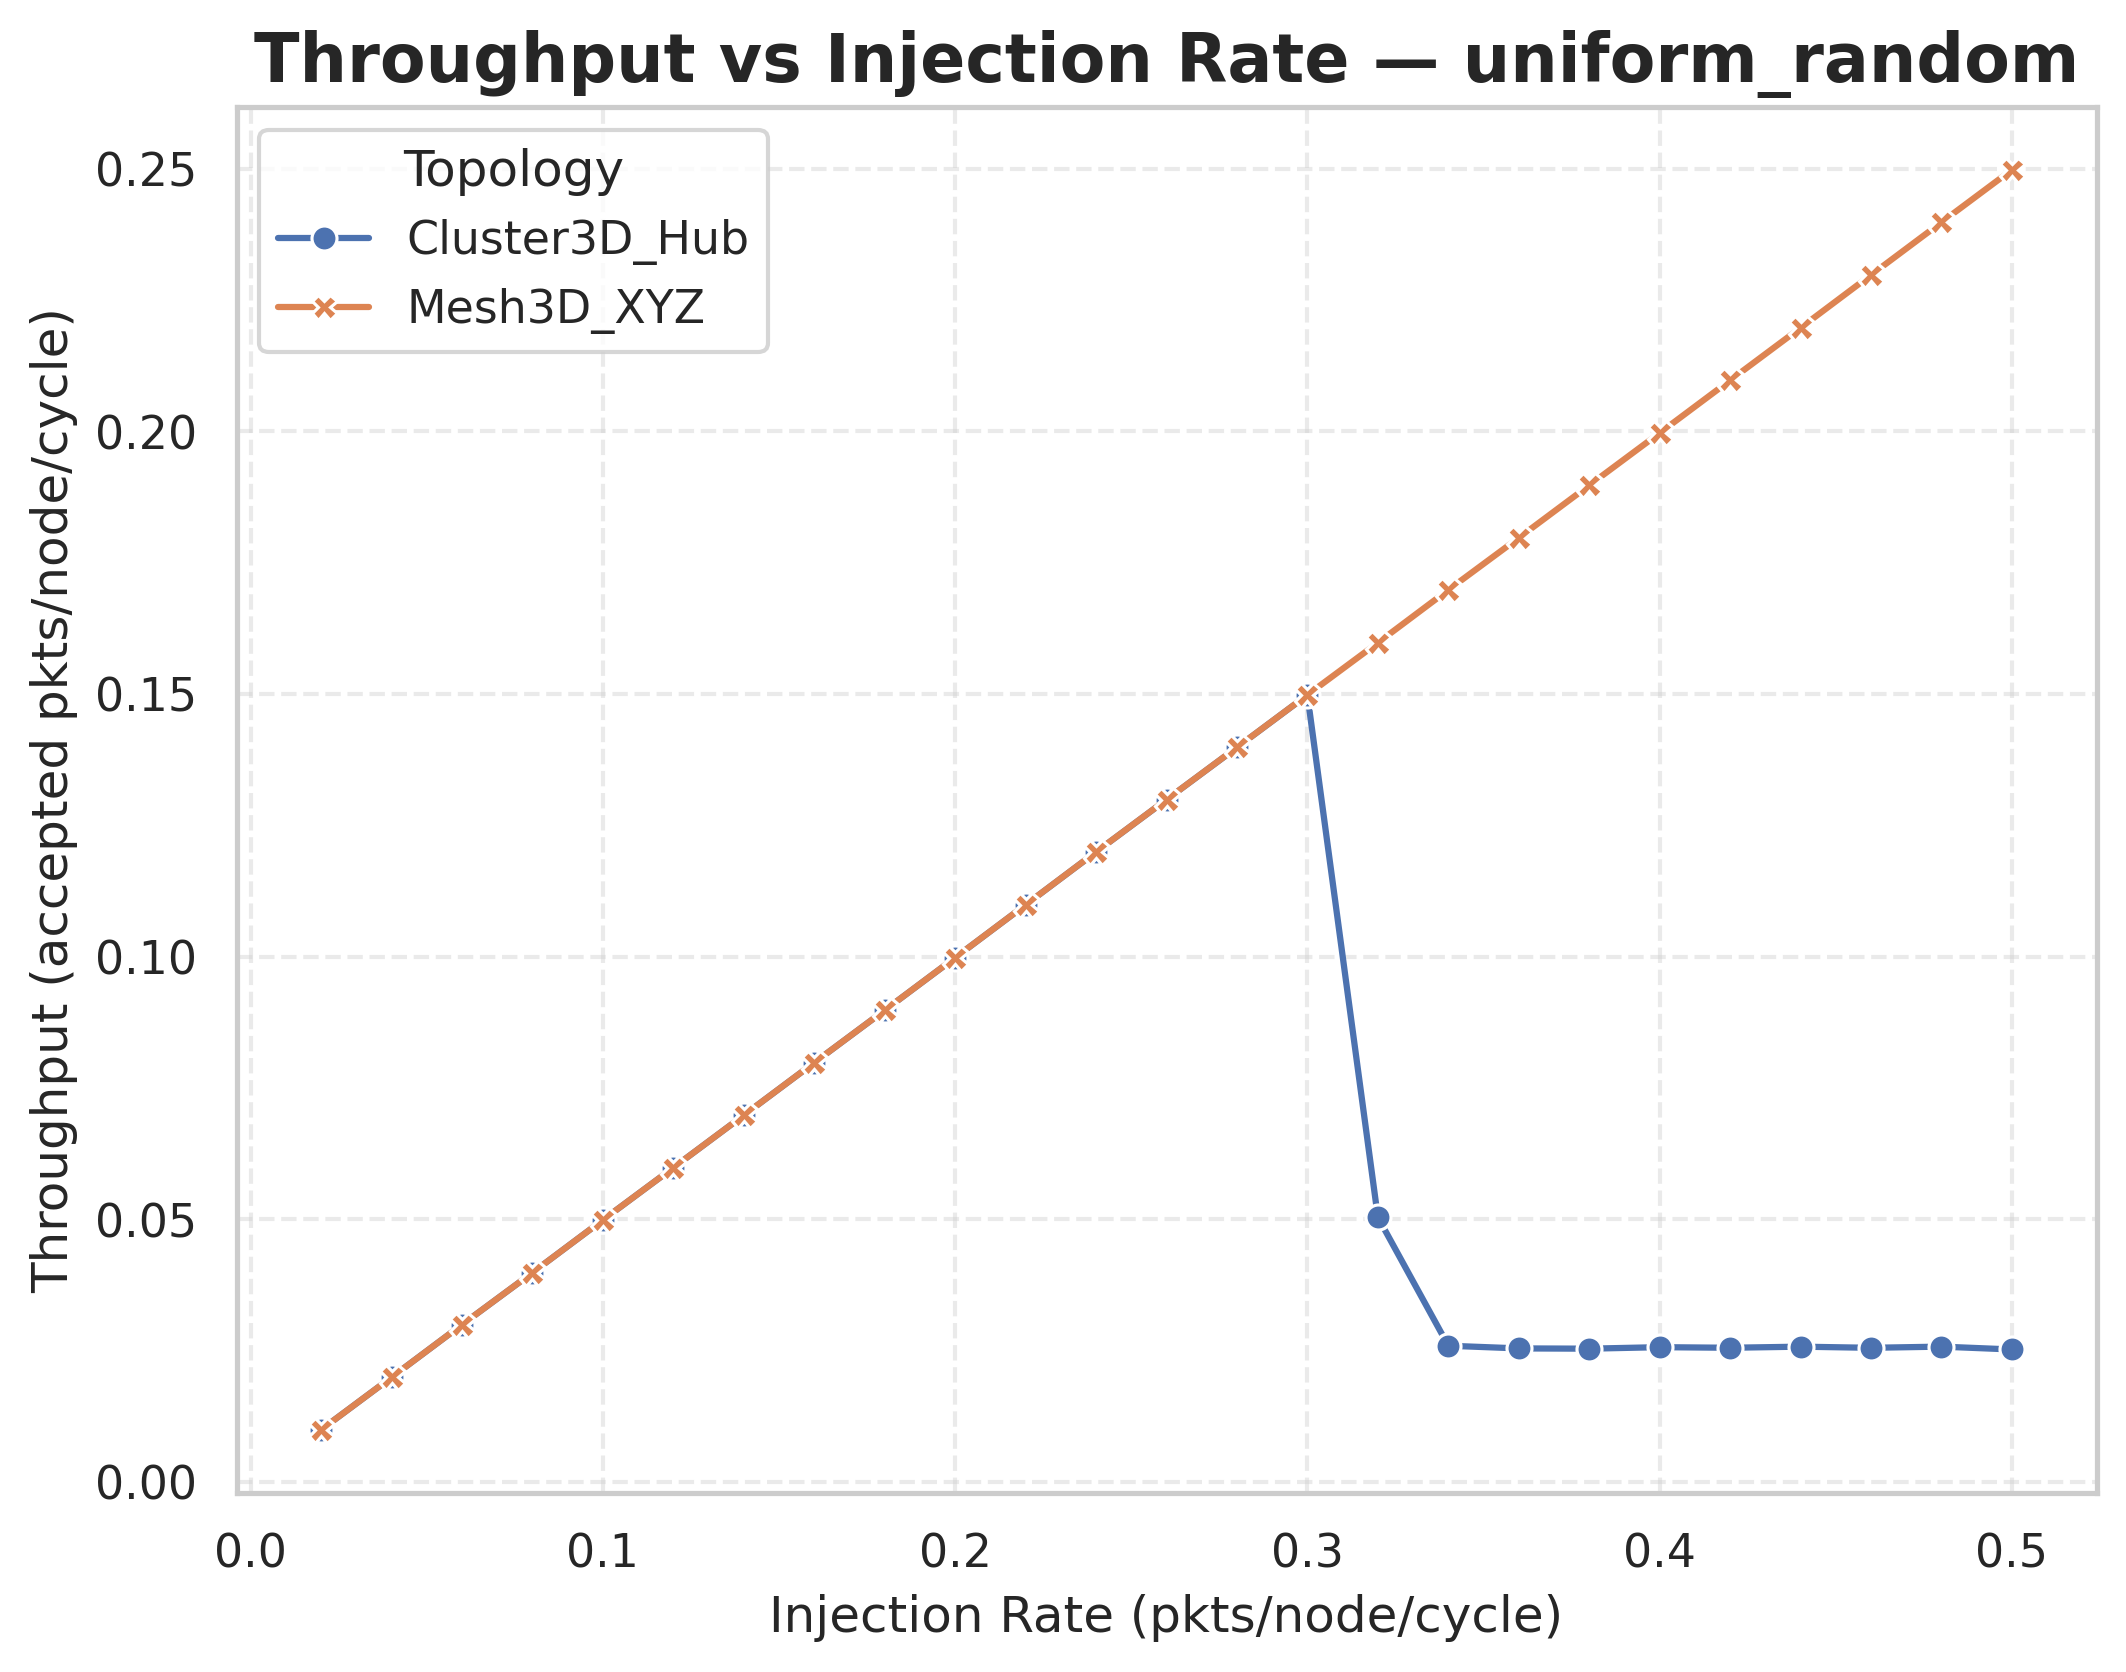 Throughput vs Injection Rate — uniform_random
Topology
Cluster3D_Hub
Mesh3D_XYZ
Throughput (accepted pkts/node/cycle)
0.25
0.20
0.15
0.10
0.05
0.00
0.0 0.1 0.2 0.3 0.4 0.5
Injection Rate (pkts/node/cycle)